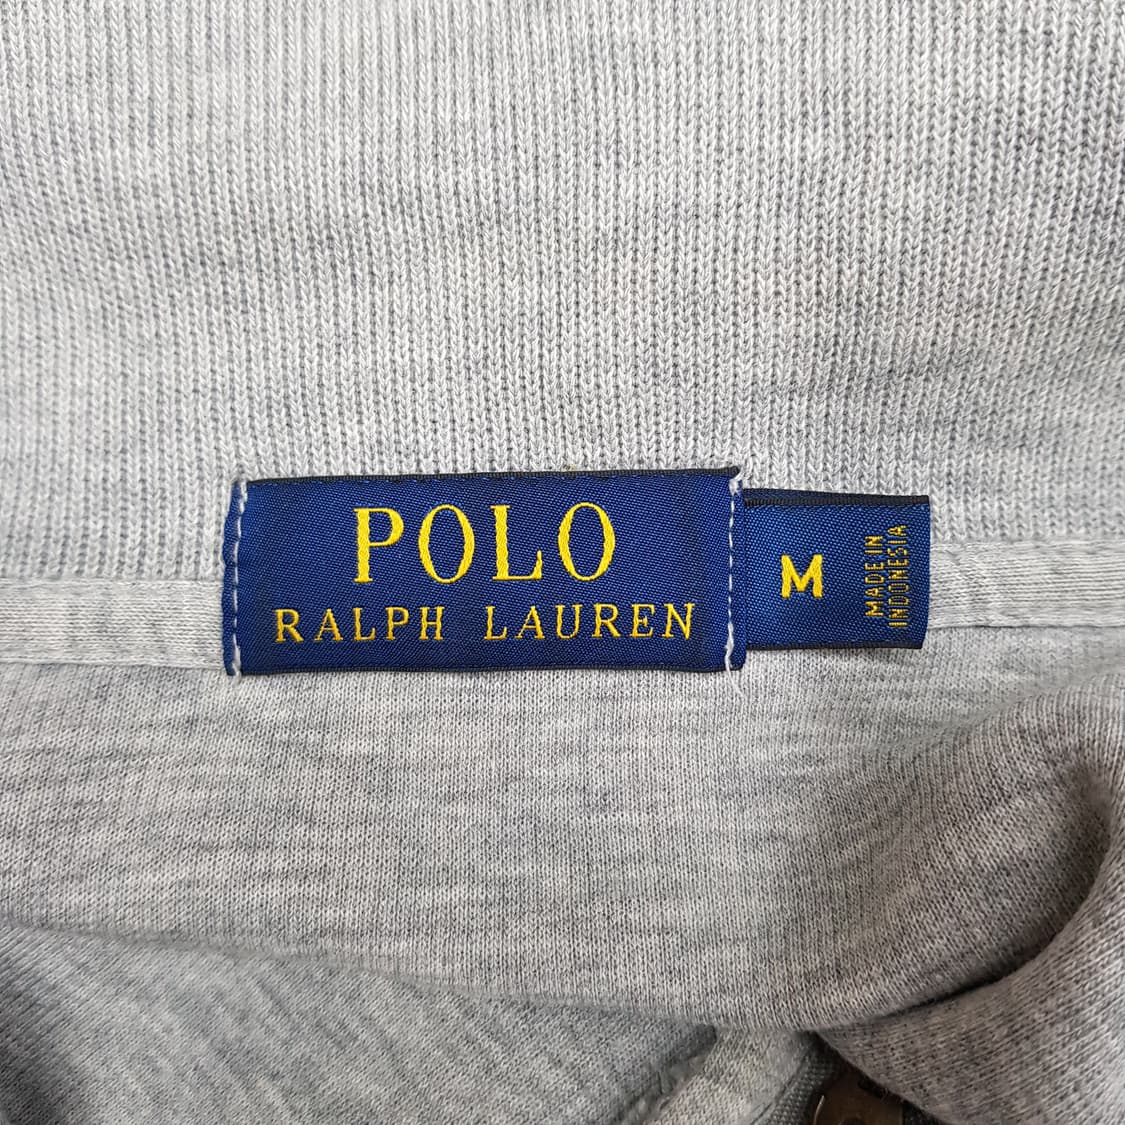 POLO
RALPH LAUREN
M
MADE IN
INDONESIA